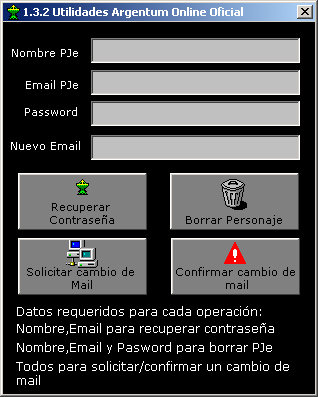 1.3.2 Utilidades Argentum Online Oficial
Nombre PJe
Email PJe
Password
Nuevo Email
Recuperar
Contraseña
Borrar Personaje
Solicitar cambio de
Mail
Confirmar cambio de
mail
Datos requeridos para cada operación:
Nombre,Email para recuperar contraseña
Nombre,Email y Pasword para borrar PJe
Todos para solicitar/confirmar un cambio de
mail